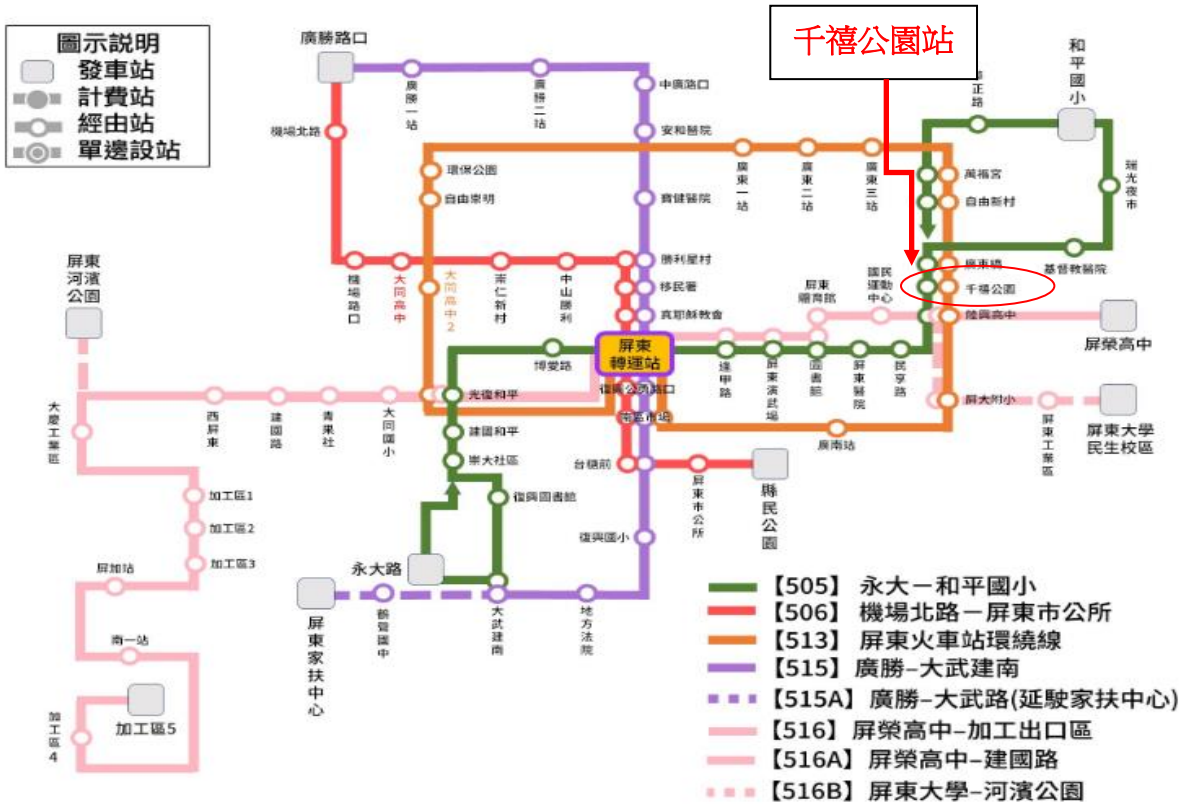 圖示說明
發車站
計費站
經由站
單邊設站
千禧公園站
廣勝路口
廣勝一站
廣勝二站
中廣路口
和平國小
正路
機場北路
安和醫院
環保公園
自由崇明
廣東一站
廣東二站
廣東三站
萬福宮
自由新村
瑞光夜市
寶健醫院
屏東河濱公園
機場路口
大同高中
大同高中2
崇仁新村
中山勝利
勝利星村
移民署
真耶穌教會
屏東
國民運動中心
廣東橋
千禧公園
陸興高中
基督教醫院
屏榮高中
屏東轉運站
博愛路
逢甲路
屏東演武場
圖書館
屏東醫院
民享路
大慶工業區
西屏東
建國路
青果社
大同國小
光復和平
建國和平
崇大社區
復興圖書館
南區市場
廣南站
屏大附小
屏東工業區
屏東大學
民生校區
台糖前
屏東市公所
縣民公園
復興國小
加工區1
加工區2
加工區3
屏加站
南一站
加工區4
加工區5
永大路
屏東家扶中心
鶴聲國中
大武建南
地方法院
【505】永大－和平國小
【506】機場北路－屏東市公所
【513】屏東火車站環繞線
【515】廣勝–大武建南
【515A】廣勝–大武路(延駛家扶中心)
【516】屏榮高中–加工出口區
【516A】屏榮高中–建國路
【516B】屏東大學–河濱公園